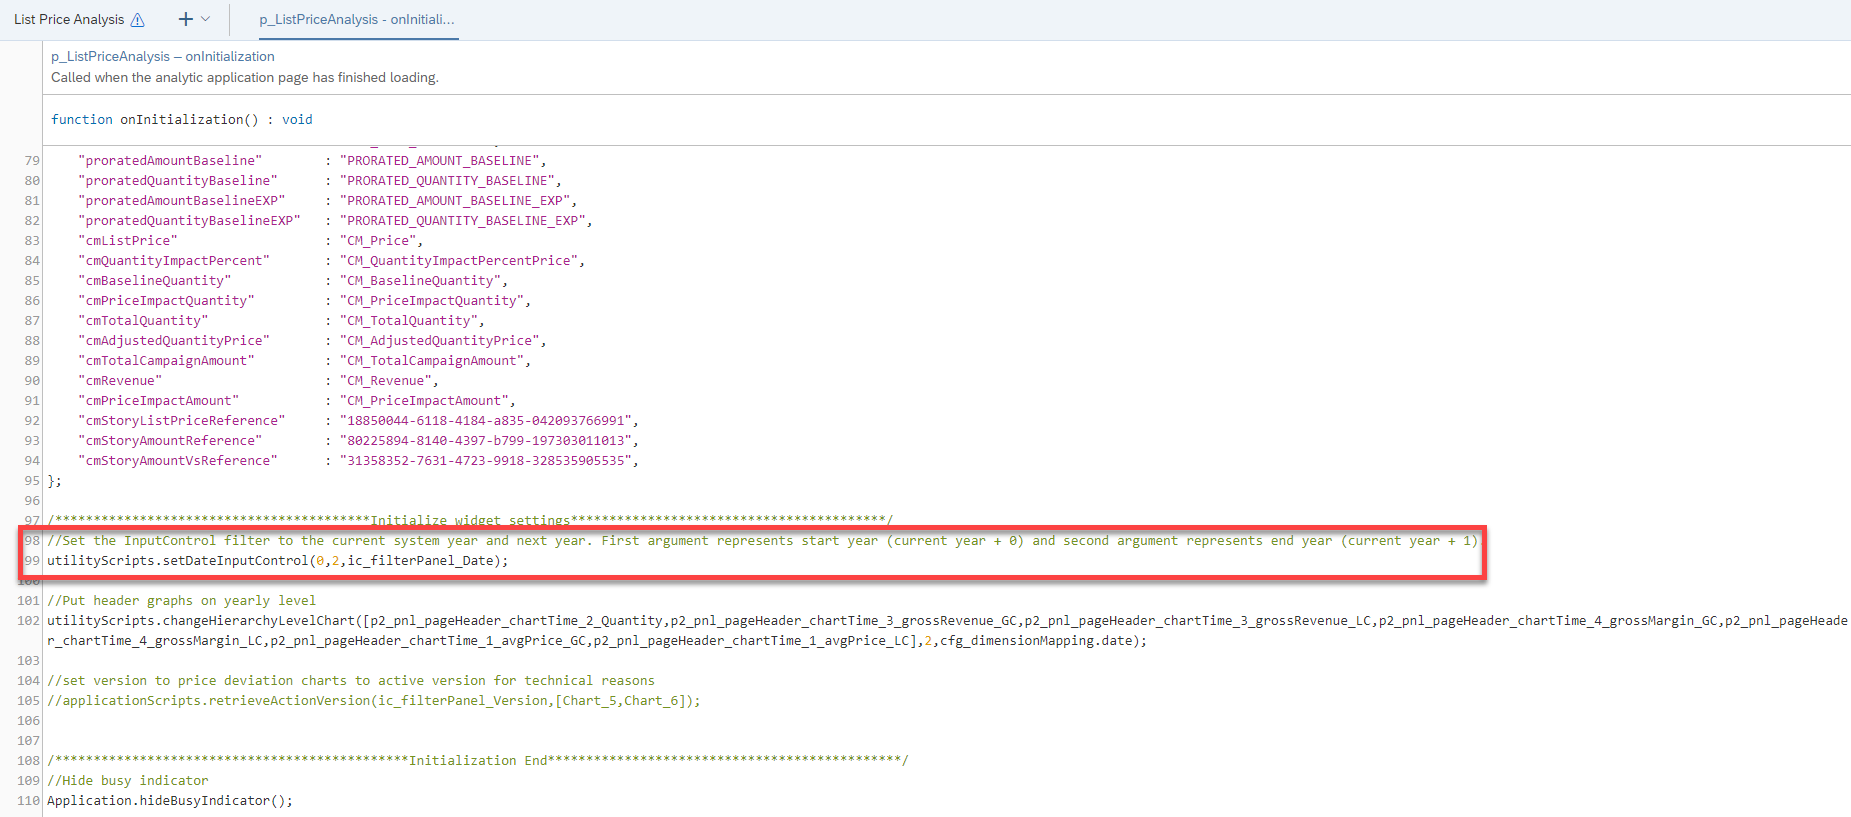 List Price Analysis
p_ListPriceAnalysis - onInitiali...
p_ListPriceAnalysis – onInitialization
Called when the analytic application page has finished loading.
function onInitialization() : void
79 "proratedAmountBaseline" : "PRORATED_AMOUNT_BASELINE",
80 "proratedQuantityBaseline" : "PRORATED_QUANTITY_BASELINE",
81 "proratedAmountBaselineEXP" : "PRORATED_AMOUNT_BASELINE_EXP",
82 "proratedQuantityBaselineEXP" : "PRORATED_QUANTITY_BASELINE_EXP",
83 "cmListPrice" : "CM_Price",
84 "cmQuantityImpactPercent" : "CM_QuantityImpactPercentPrice",
85 "cmBaselineQuantity" : "CM_BaselineQuantity",
86 "cmPriceImpactQuantity" : "CM_PriceImpactQuantity",
87 "cmTotalQuantity" : "CM_TotalQuantity",
88 "cmAdjustedQuantityPrice" : "CM_AdjustedQuantityPrice",
89 "cmTotalCampaignAmount" : "CM_TotalCampaignAmount",
90 "cmRevenue" : "CM_Revenue",
91 "cmPriceImpactAmount" : "CM_PriceImpactAmount",
92 "cmStoryListPriceReference" : "18850044-6118-4184-a835-042093766991",
93 "cmStoryAmountReference" : "80225894-8140-4397-b799-197303011013",
94 "cmStoryAmountVsReference" : "31358352-7631-4723-9918-328535905535",
95 };
96
97 /*****************************************Initialize widget settings*****************************************/
98 //Set the InputControl filter to the current system year and next year. First argument represents start year (current year + 0) and second argument represents end year (current year + 1)
99 utilityScripts.setDateInputControl(0,2,ic_filterPanel_Date);
100
101 //Put header graphs on yearly level
102 utilityScripts.changeHierarchyLevelChart([p2_pnl_pageHeader_chartTime_2_Quantity,p2_pnl_pageHeader_chartTime_3_grossRevenue_GC,p2_pnl_pageHeader_chartTime_3_grossRevenue_LC,p2_pnl_pageHeader_chartTime_4_grossMargin_GC,p2_pnl_pageHeade
r_chartTime_4_grossMargin_LC,p2_pnl_pageHeader_chartTime_1_avgPrice_GC,p2_pnl_pageHeader_chartTime_1_avgPrice_LC],2,cfg_dimensionMapping.date);
103
104 //set version to price deviation charts to active version for technical reasons
105 //applicationScripts.retrieveActionVersion(ic_filterPanel_Version,[Chart_5,Chart_6]);
106
107
108 /**********************************************Initialization End**********************************************/
109 //Hide busy indicator
110 Application.hideBusyIndicator();